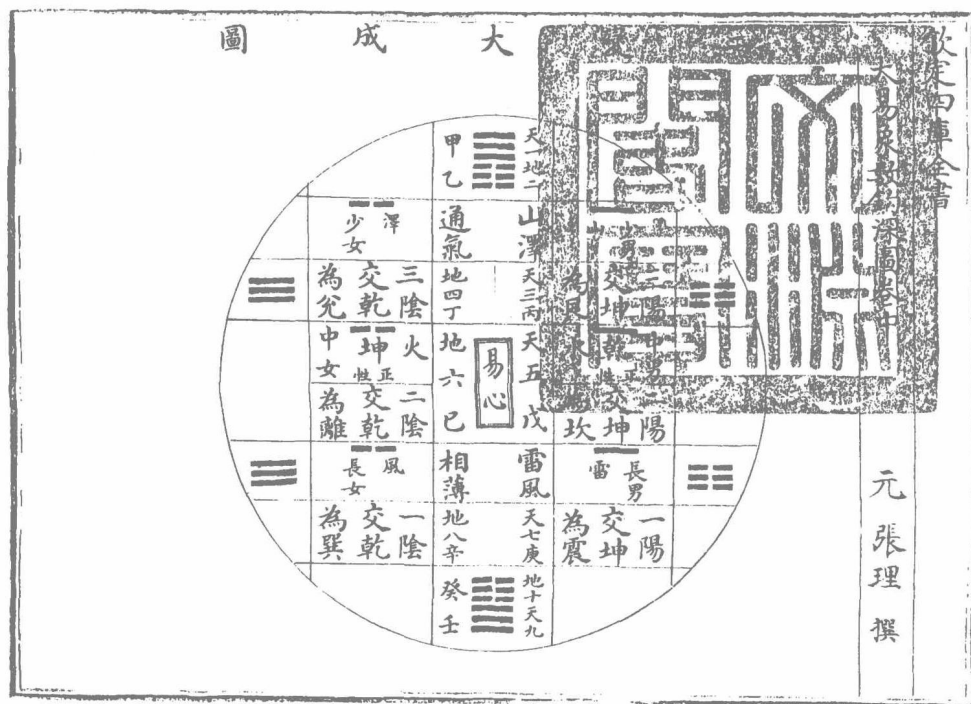 欽定四庫全書
大易象數鈎深圖卷中
元 張理 撰
文淵閣寶
大成圖
天一地二
甲乙
山澤
通氣
天三丙
地四丁
天五戊
易心
地六己
雷風
相薄
天七庚
地八辛
地十天九
癸壬
三陽
交坤
為艮
乾
陽
交坤
坎
長男
雷
一陽
交坤
為震
澤
少女
三陰
交乾
為兌
火
坤
正性
中女
二陰
交乾
為離
風
長女
一陰
交乾
為巽